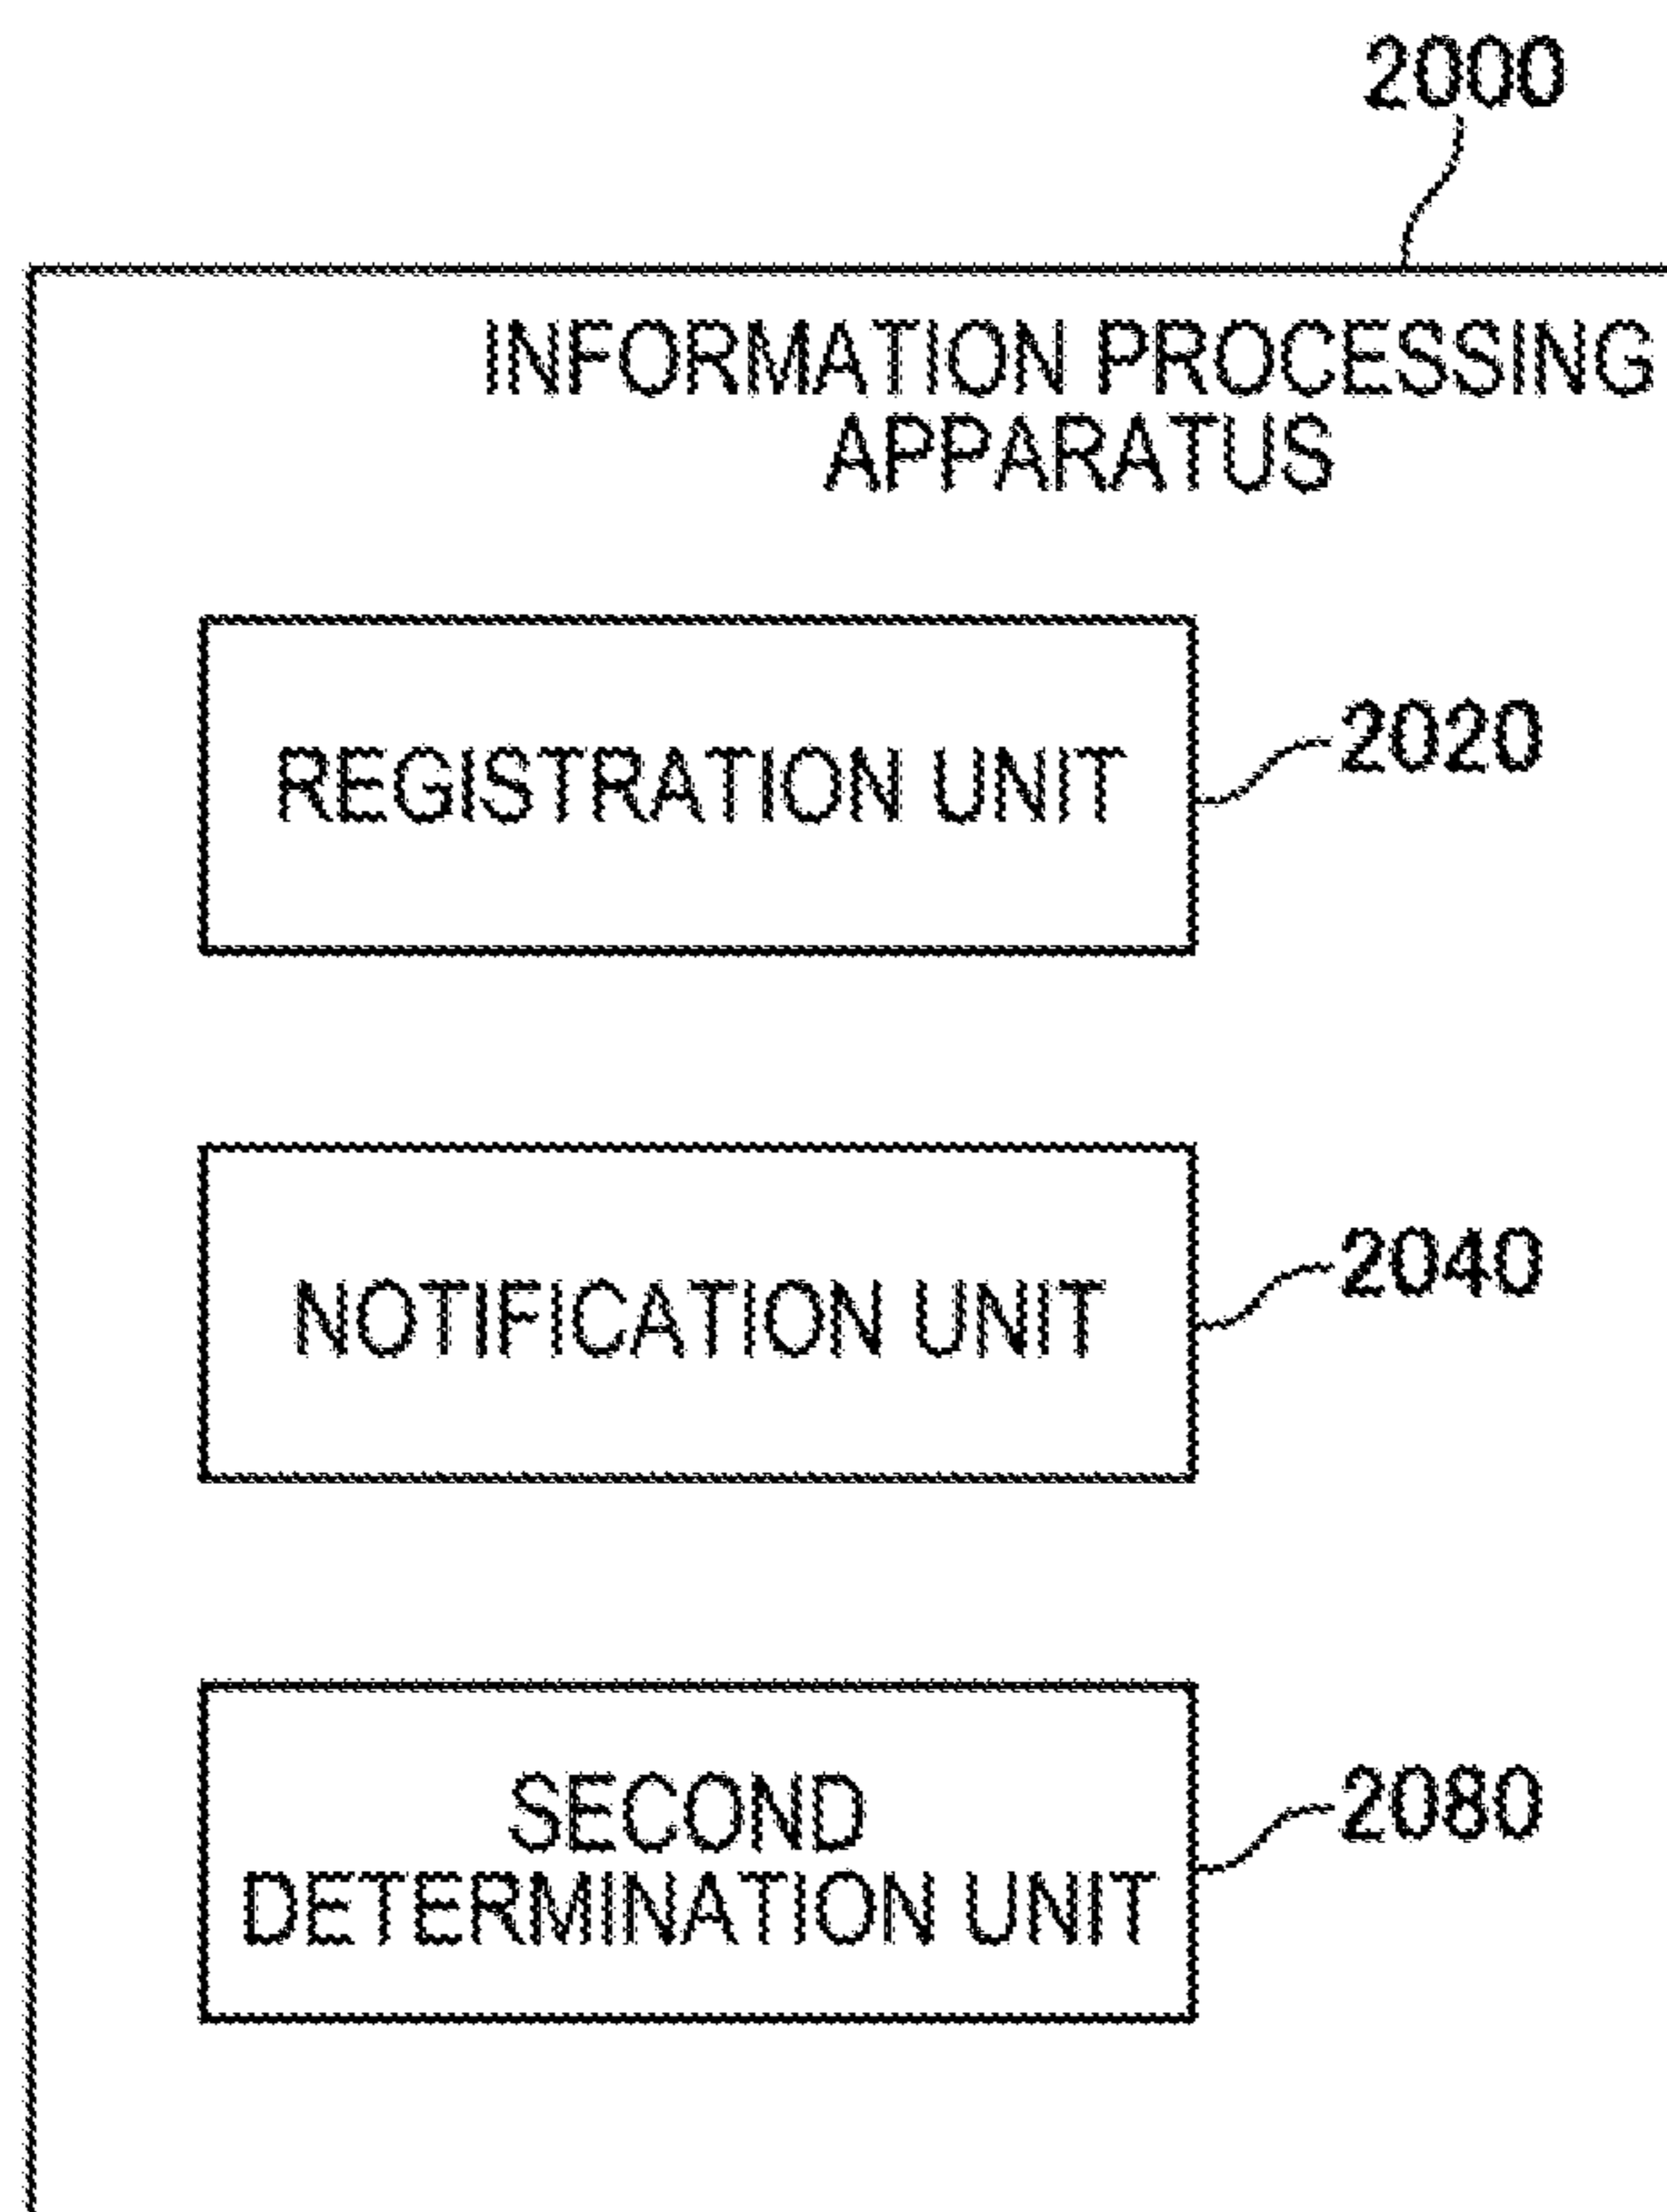 2000
INFORMATION PROCESSING
APPARATUS
REGISTRATION UNIT
2020
NOTIFICATION UNIT
2040
SECOND
DETERMINATION UNIT
2080